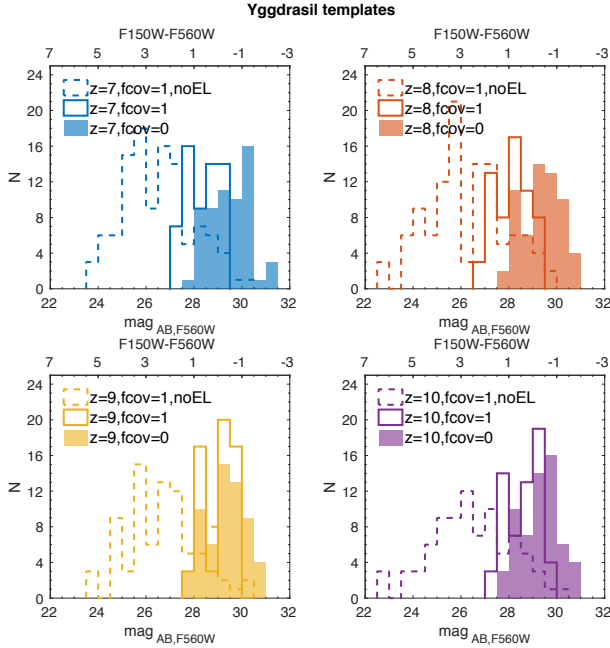 Yggdrasil templates
F150W-F560W
7 5 3 1 -1 -3
24
20
16
12
8
4
0
N
z=7,fcov=1,noEL
z=7,fcov=1
z=7,fcov=0
22 24 26 28 30 32
mag AB,F560W
F150W-F560W
7 5 3 1 -1 -3
24
20
16
12
8
4
0
N
z=8,fcov=1,noEL
z=8,fcov=1
z=8,fcov=0
22 24 26 28 30 32
mag AB,F560W
F150W-F560W
7 5 3 1 -1 -3
24
20
16
12
8
4
0
N
z=9,fcov=1,noEL
z=9,fcov=1
z=9,fcov=0
22 24 26 28 30 32
mag AB,F560W
F150W-F560W
7 5 3 1 -1 -3
24
20
16
12
8
4
0
N
z=10,fcov=1,noEL
z=10,fcov=1
z=10,fcov=0
22 24 26 28 30 32
mag AB,F560W